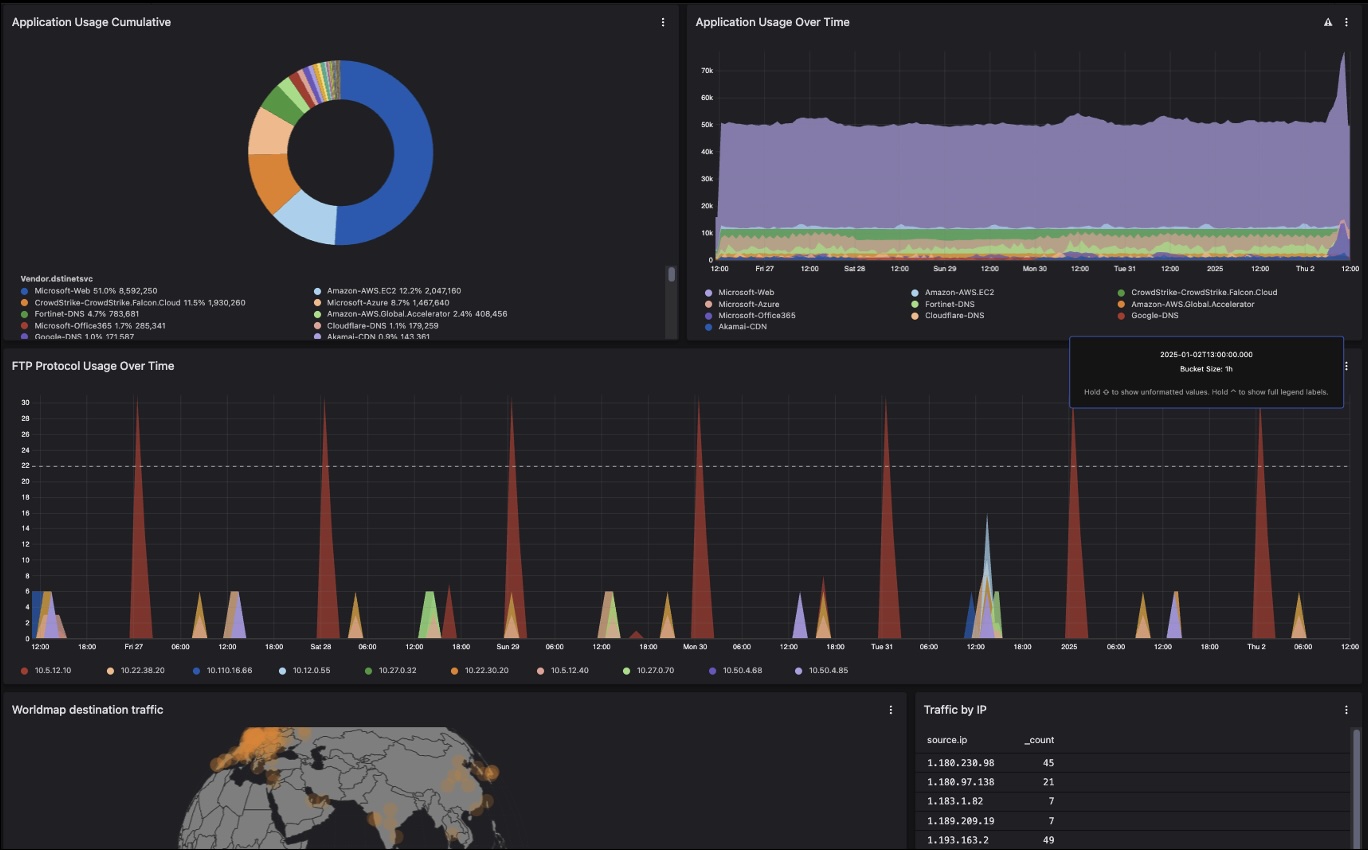 Application Usage Cumulative
Vendor.dstinetsvc
Microsoft-Web 51.0% 8,592,250
Amazon-AWS.EC2 12.2% 2,047,160
CrowdStrike-CrowdStrike.Falcon.Cloud 11.5% 1,930,260
Microsoft-Azure 8.7% 1,467,640
Fortinet-DNS 4.7% 783,681
Amazon-AWS.Global.Accelerator 2.4% 408,456
Microsoft-Office365 1.7% 285,341
Cloudflare-DNS 1.1% 179,259
Google-DNS 1.0% 171,587
Akamai-CDN 0.9% 143,361
Application Usage Over Time
70k
60k
50k
40k
30k
20k
10k
0
12:00 Fri 27 12:00 Sat 28 12:00 Sun 29 12:00 Mon 30 12:00 Tue 31 12:00 2025 12:00 Thu 2 12:00
Microsoft-Web Amazon-AWS.EC2 CrowdStrike-CrowdStrike.Falcon.Cloud
Microsoft-Azure Fortinet-DNS Amazon-AWS.Global.Accelerator
Microsoft-Office365 Cloudflare-DNS Google-DNS
Akamai-CDN
2025-01-02T13:00:00.000
Bucket Size: 1h
Hold ⇧ to show unformatted values. Hold ^ to show full legend labels.
FTP Protocol Usage Over Time
30
28
26
24
22
20
18
16
14
12
10
8
6
4
2
0
12:00 18:00 Fri 27 06:00 12:00 18:00 Sat 28 06:00 12:00 18:00 Sun 29 06:00 12:00 18:00 Mon 30 06:00 12:00 18:00 Tue 31 06:00 12:00 18:00 2025 06:00 12:00 18:00 Thu 2 06:00 12:00
10.5.12.10 10.22.38.20 10.110.16.66 10.12.0.55 10.27.0.32 10.22.30.20 10.5.12.40 10.27.0.70 10.50.4.68 10.50.4.85
Worldmap destination traffic
Traffic by IP
source.ip _count
1.180.230.98 45
1.180.97.138 21
1.183.1.82 7
1.189.209.19 7
1.193.163.2 49